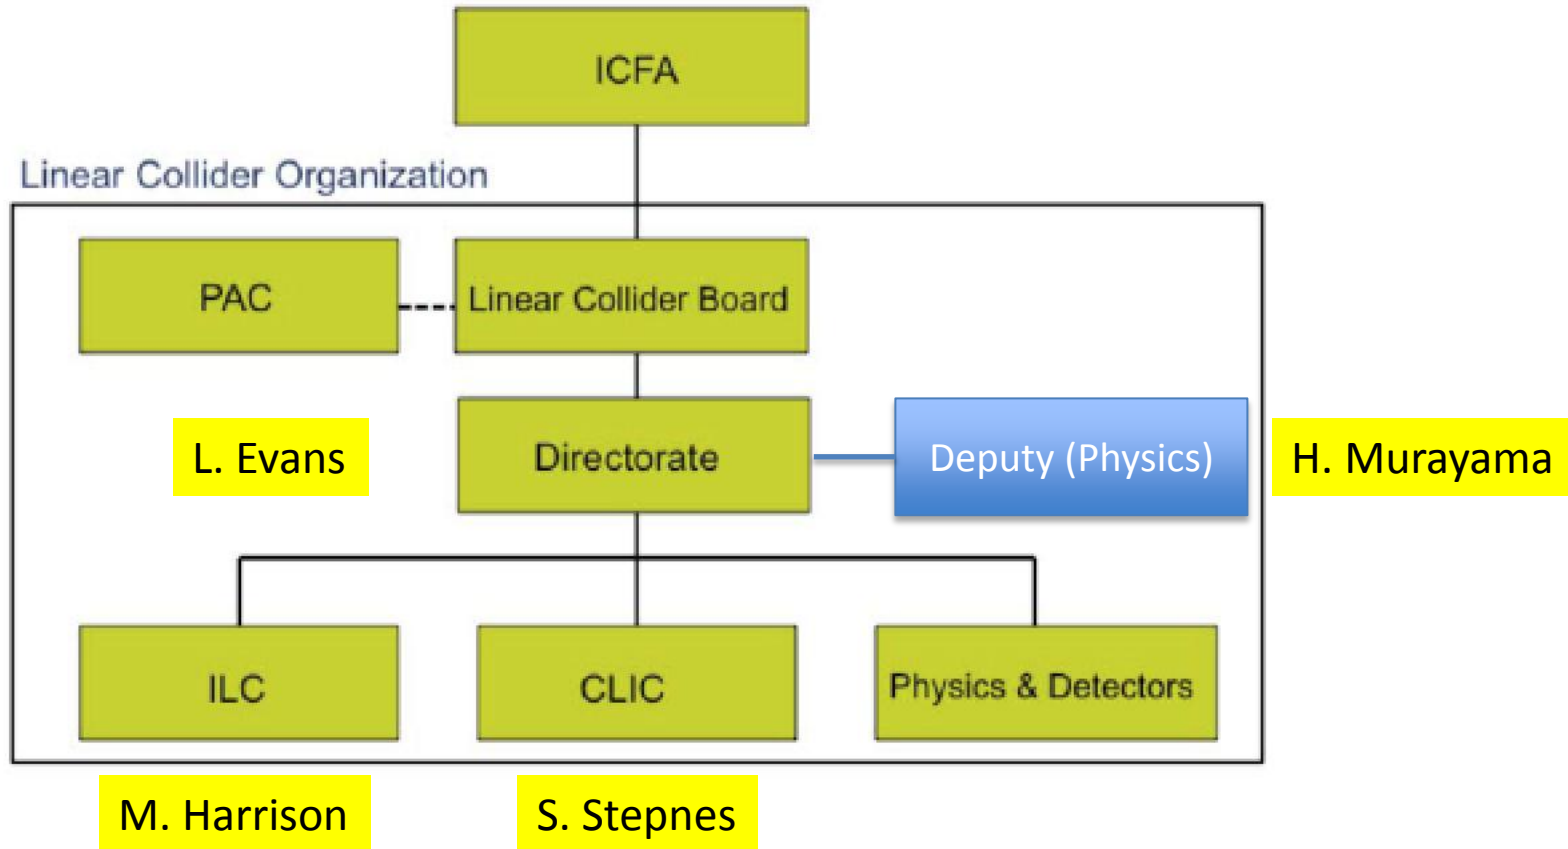 ICFA
Linear Collider Organization
PAC
Linear Collider Board
L. Evans
Directorate
Deputy (Physics)
H. Murayama
ILC
CLIC
Physics & Detectors
M. Harrison
S. Stepnes